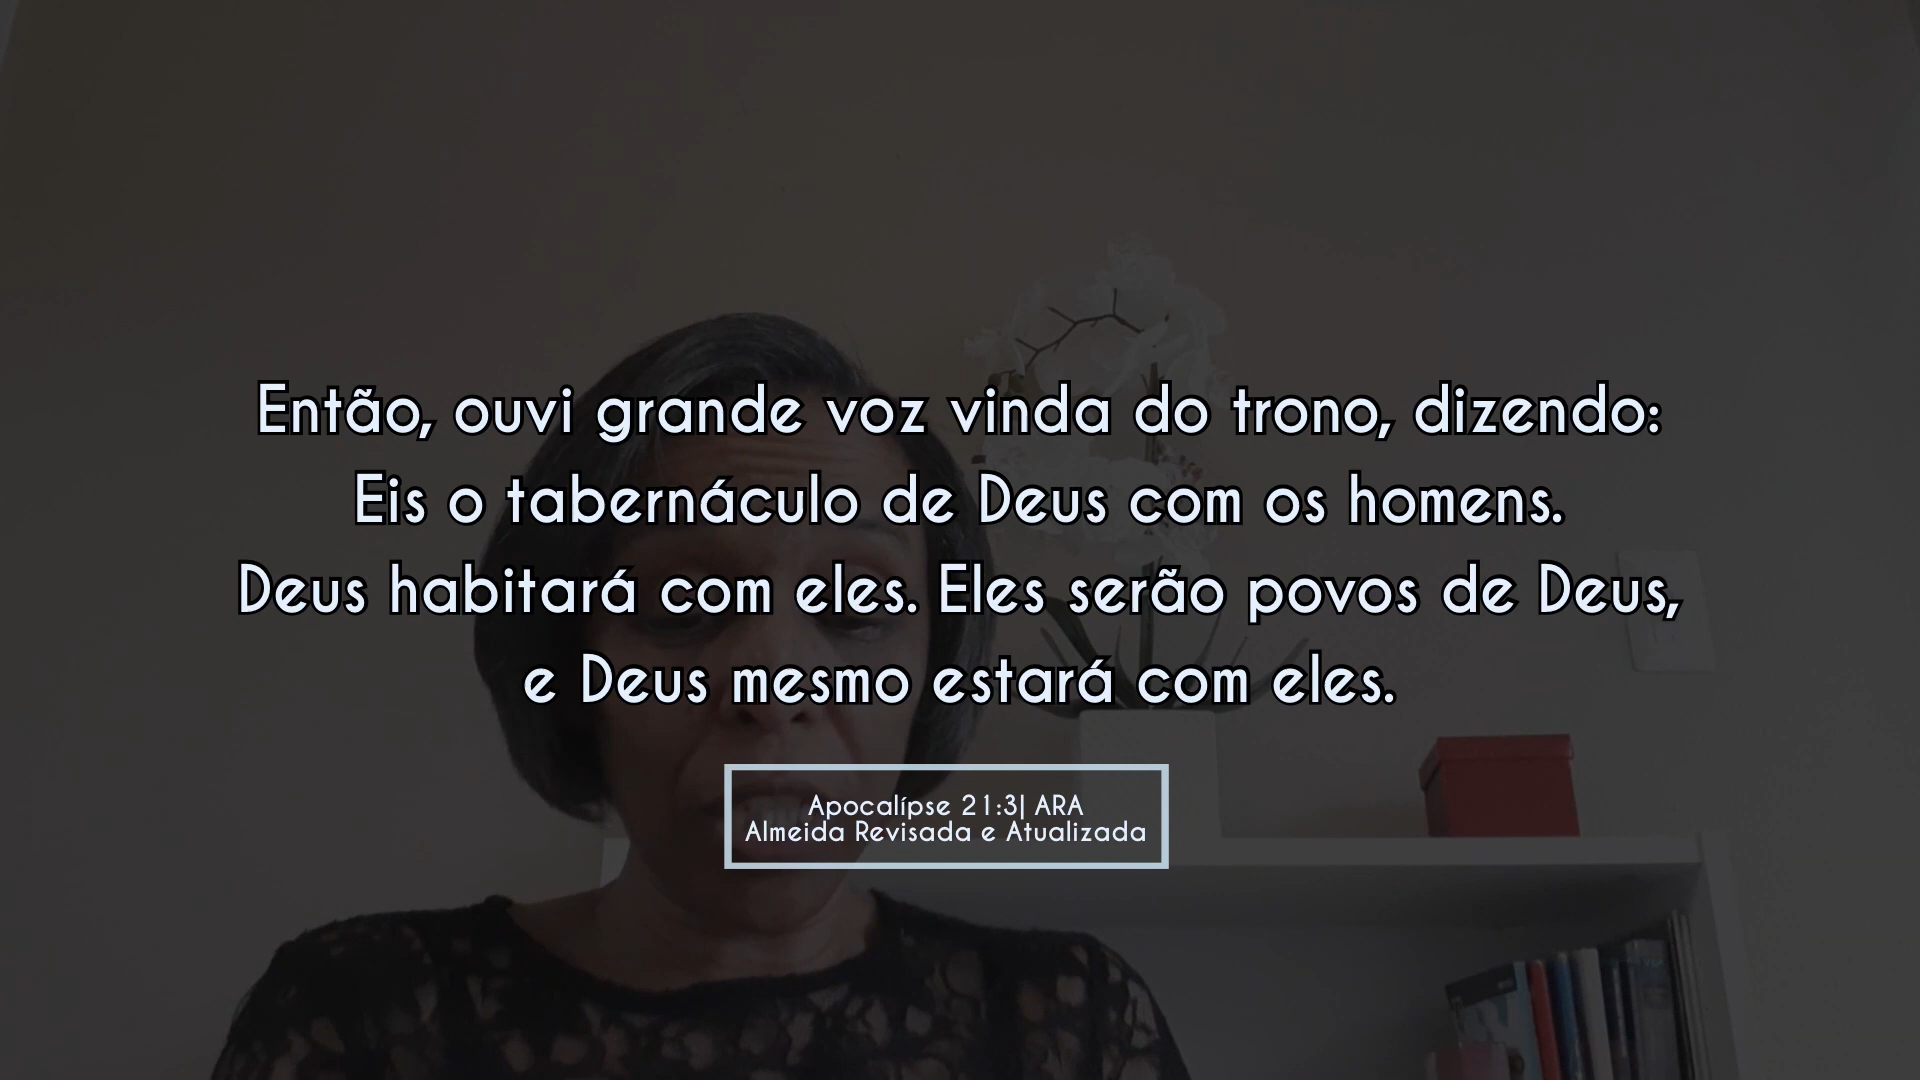 Então, ouvi grande voz vinda do trono, dizendo:
Eis o tabernáculo de Deus com os homens.
Deus habitará com eles. Eles serão povos de Deus,
e Deus mesmo estará com eles.
Apocalípse 21:3| ARA
Almeida Revisada e Atualizada